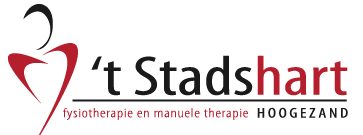 't Stadshart
fysiotherapie en manuele therapie HOOGEZAND